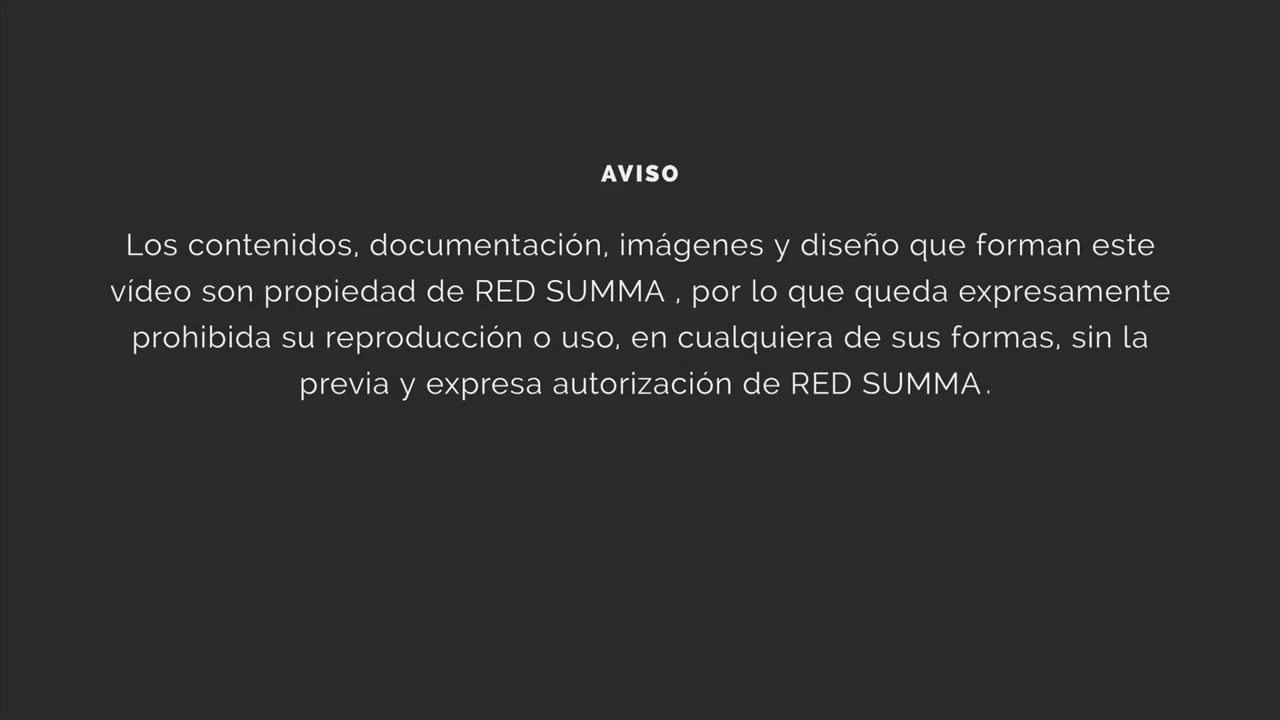 AVISO
Los contenidos, documentación, imágenes y diseño que forman este
vídeo son propiedad de RED SUMMA , por lo que queda expresamente
prohibida su reproducción o uso, en cualquiera de sus formas, sin la
previa y expresa autorización de RED SUMMA.